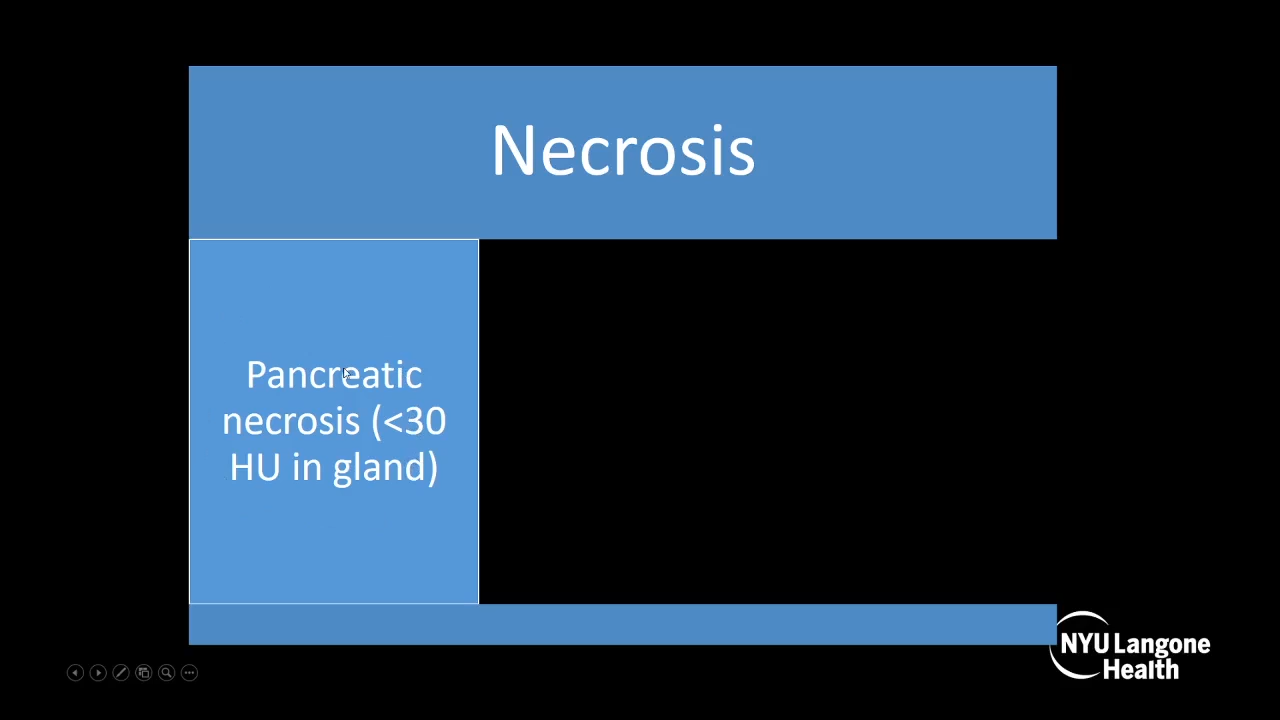 Necrosis
Pancreatic
necrosis (<30
HU in gland)
NYU Langone
Health